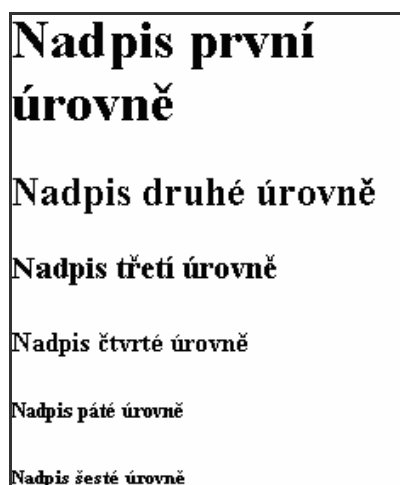 Nadpis první
úrovně
Nadpis druhé úrovně
Nadpis třetí úrovně
Nadpis čtvrté úrovně
Nadpis páté úrovně
Nadpis šesté úrovně